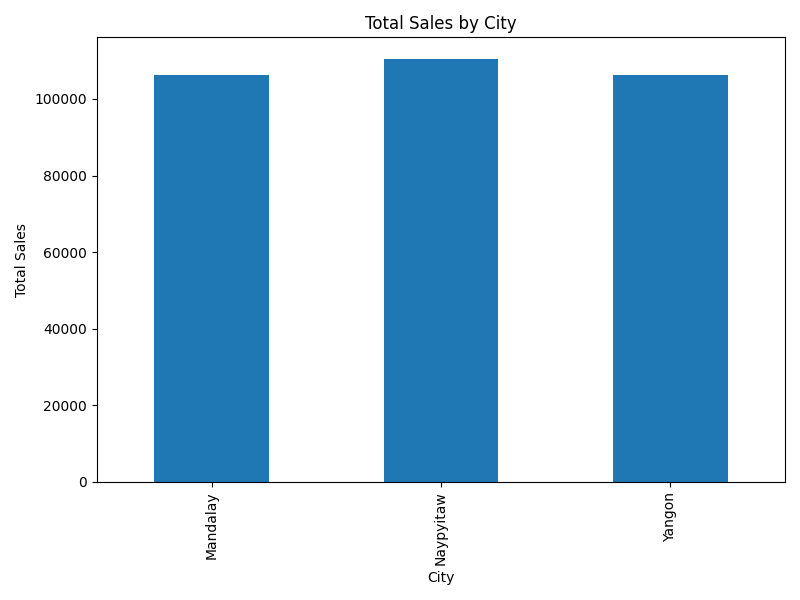 Total Sales by City
Total Sales
100000
80000
60000
40000
20000
0
Mandalay
Naypyitaw
Yangon
City